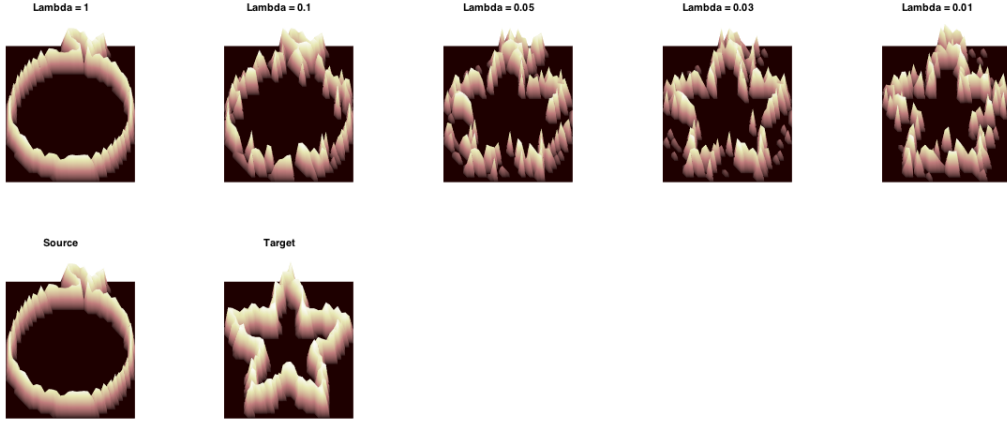 Lambda = 1
Lambda = 0.1
Lambda = 0.05
Lambda = 0.03
Lambda = 0.01
Source
Target